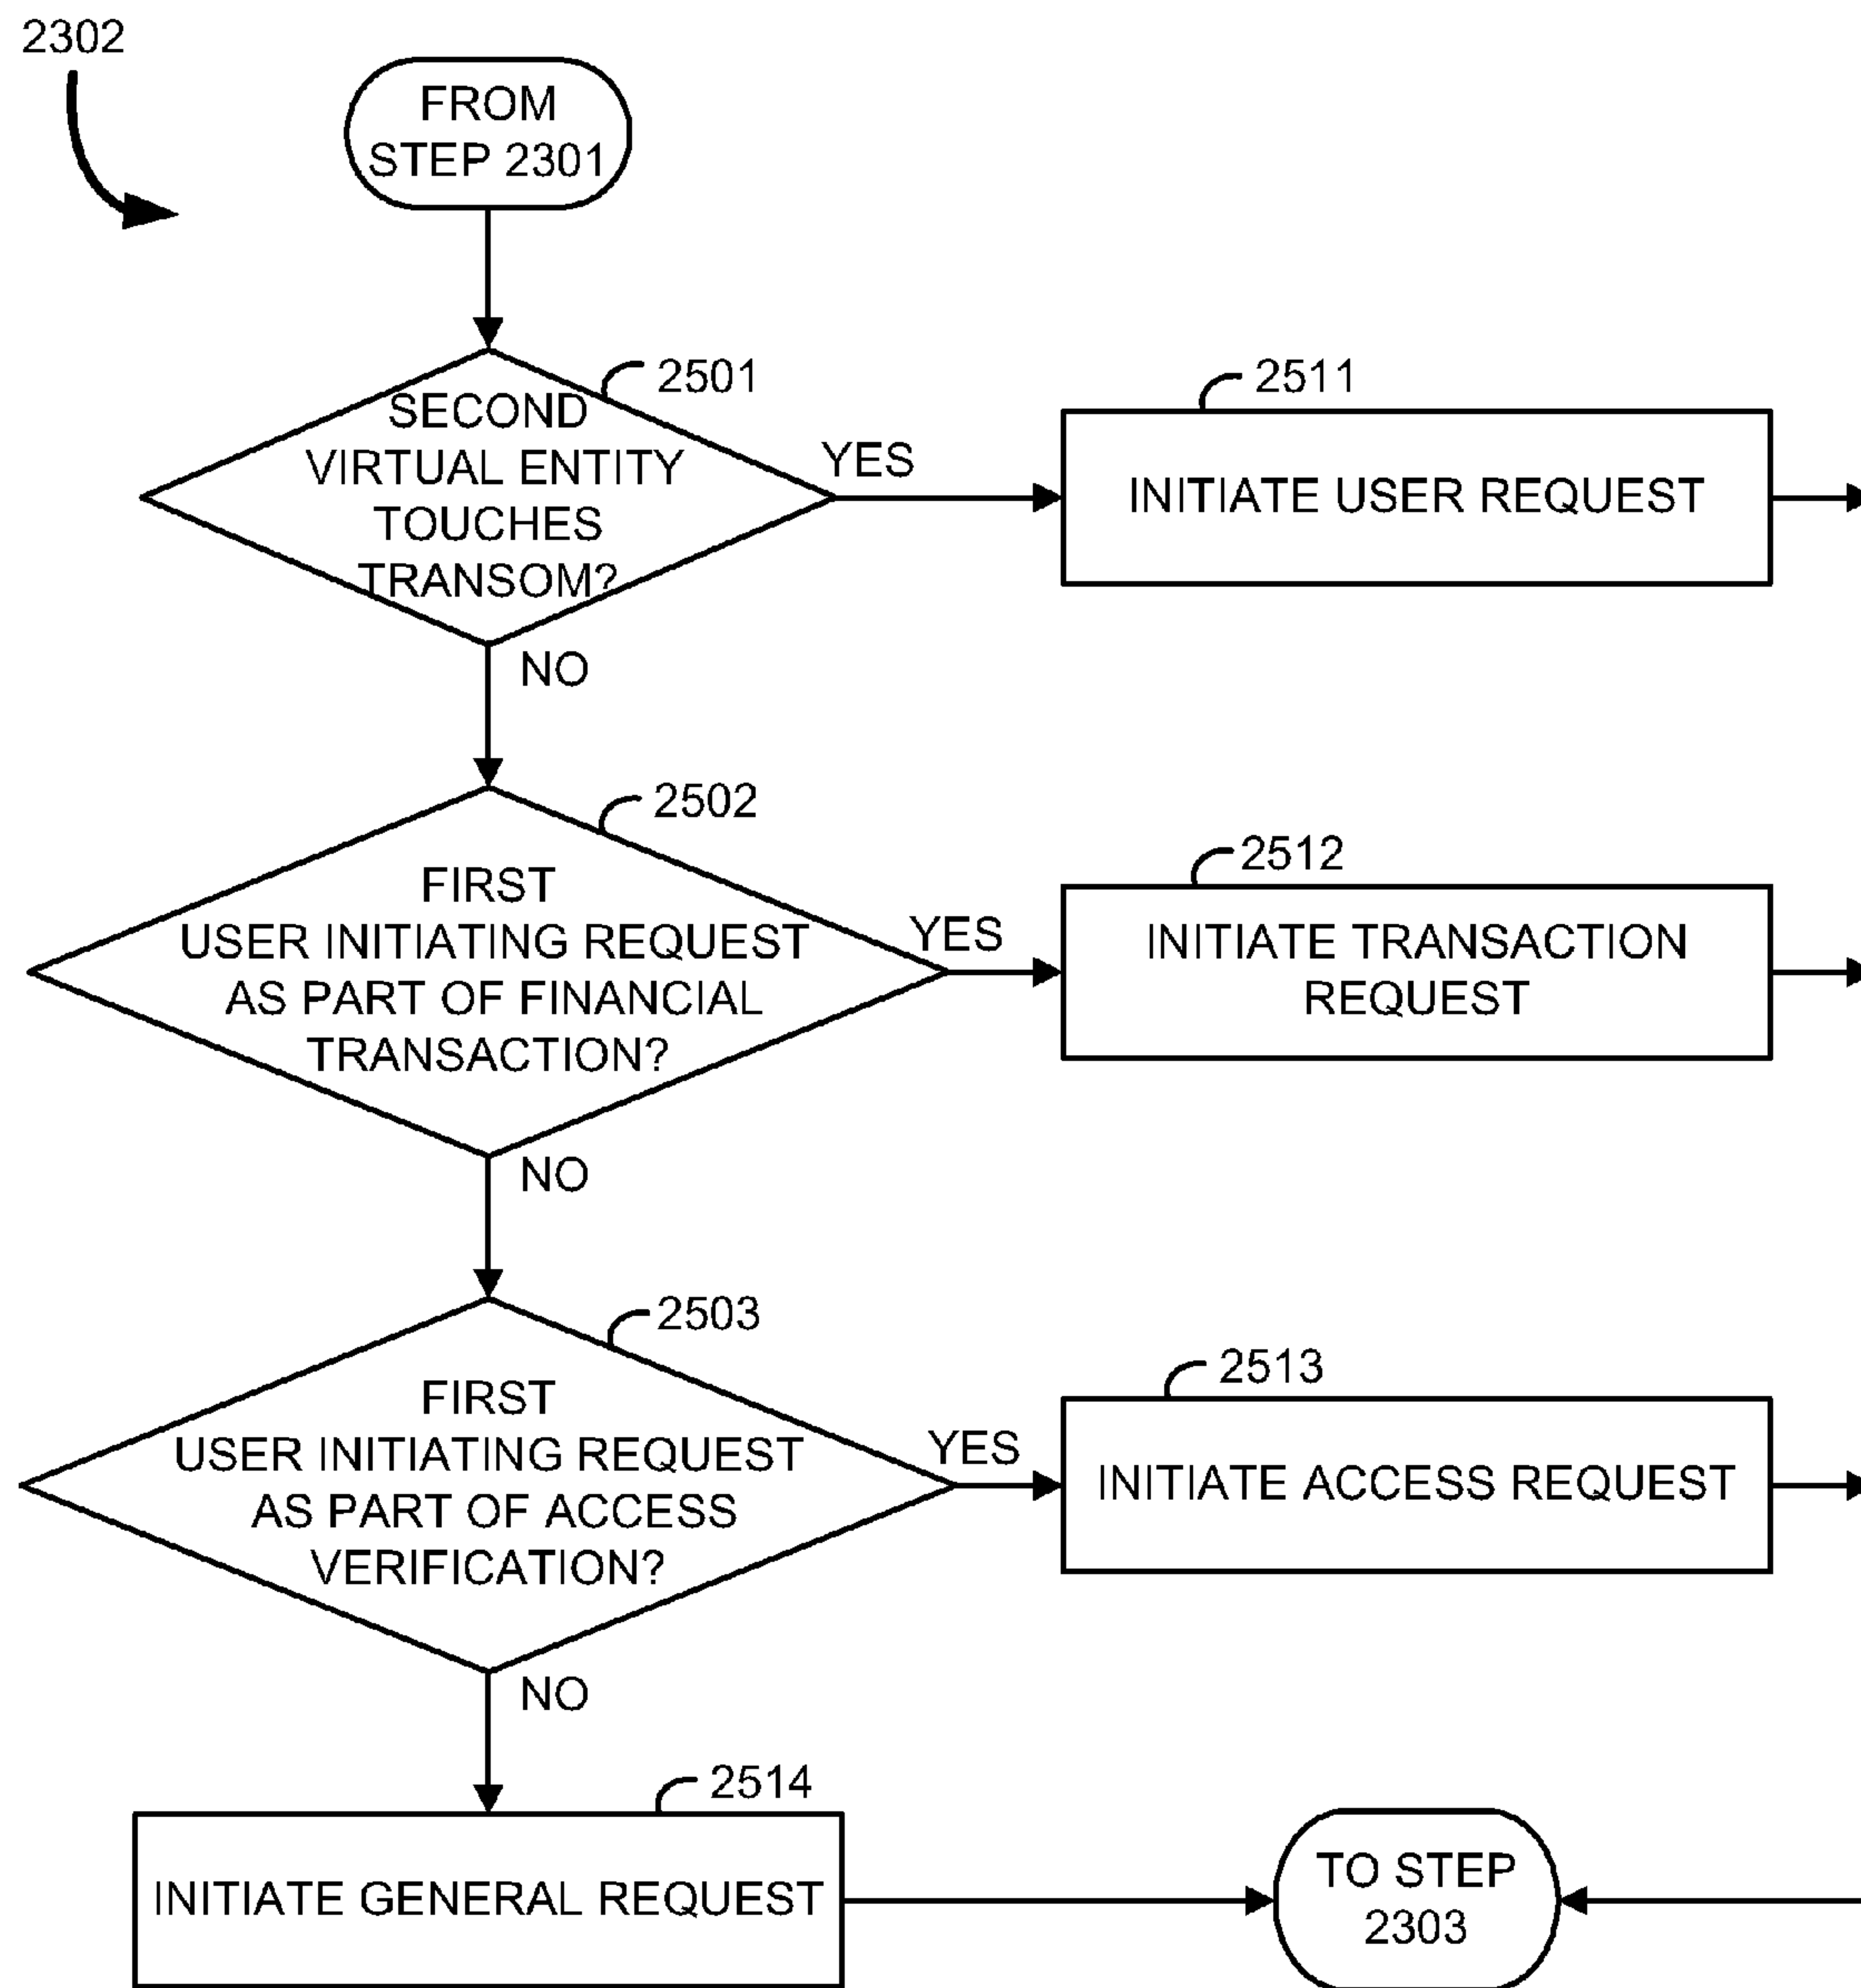 2302
FROM
STEP 2301
2501
SECOND
VIRTUAL ENTITY
TOUCHES
TRANSOM?
YES
2511
INITIATE USER REQUEST
NO
2502
FIRST
USER INITIATING REQUEST
AS PART OF FINANCIAL
TRANSACTION?
YES
2512
INITIATE TRANSACTION
REQUEST
NO
2503
FIRST
USER INITIATING REQUEST
AS PART OF ACCESS
VERIFICATION?
YES
2513
INITIATE ACCESS REQUEST
NO
2514
INITIATE GENERAL REQUEST
TO STEP
2303